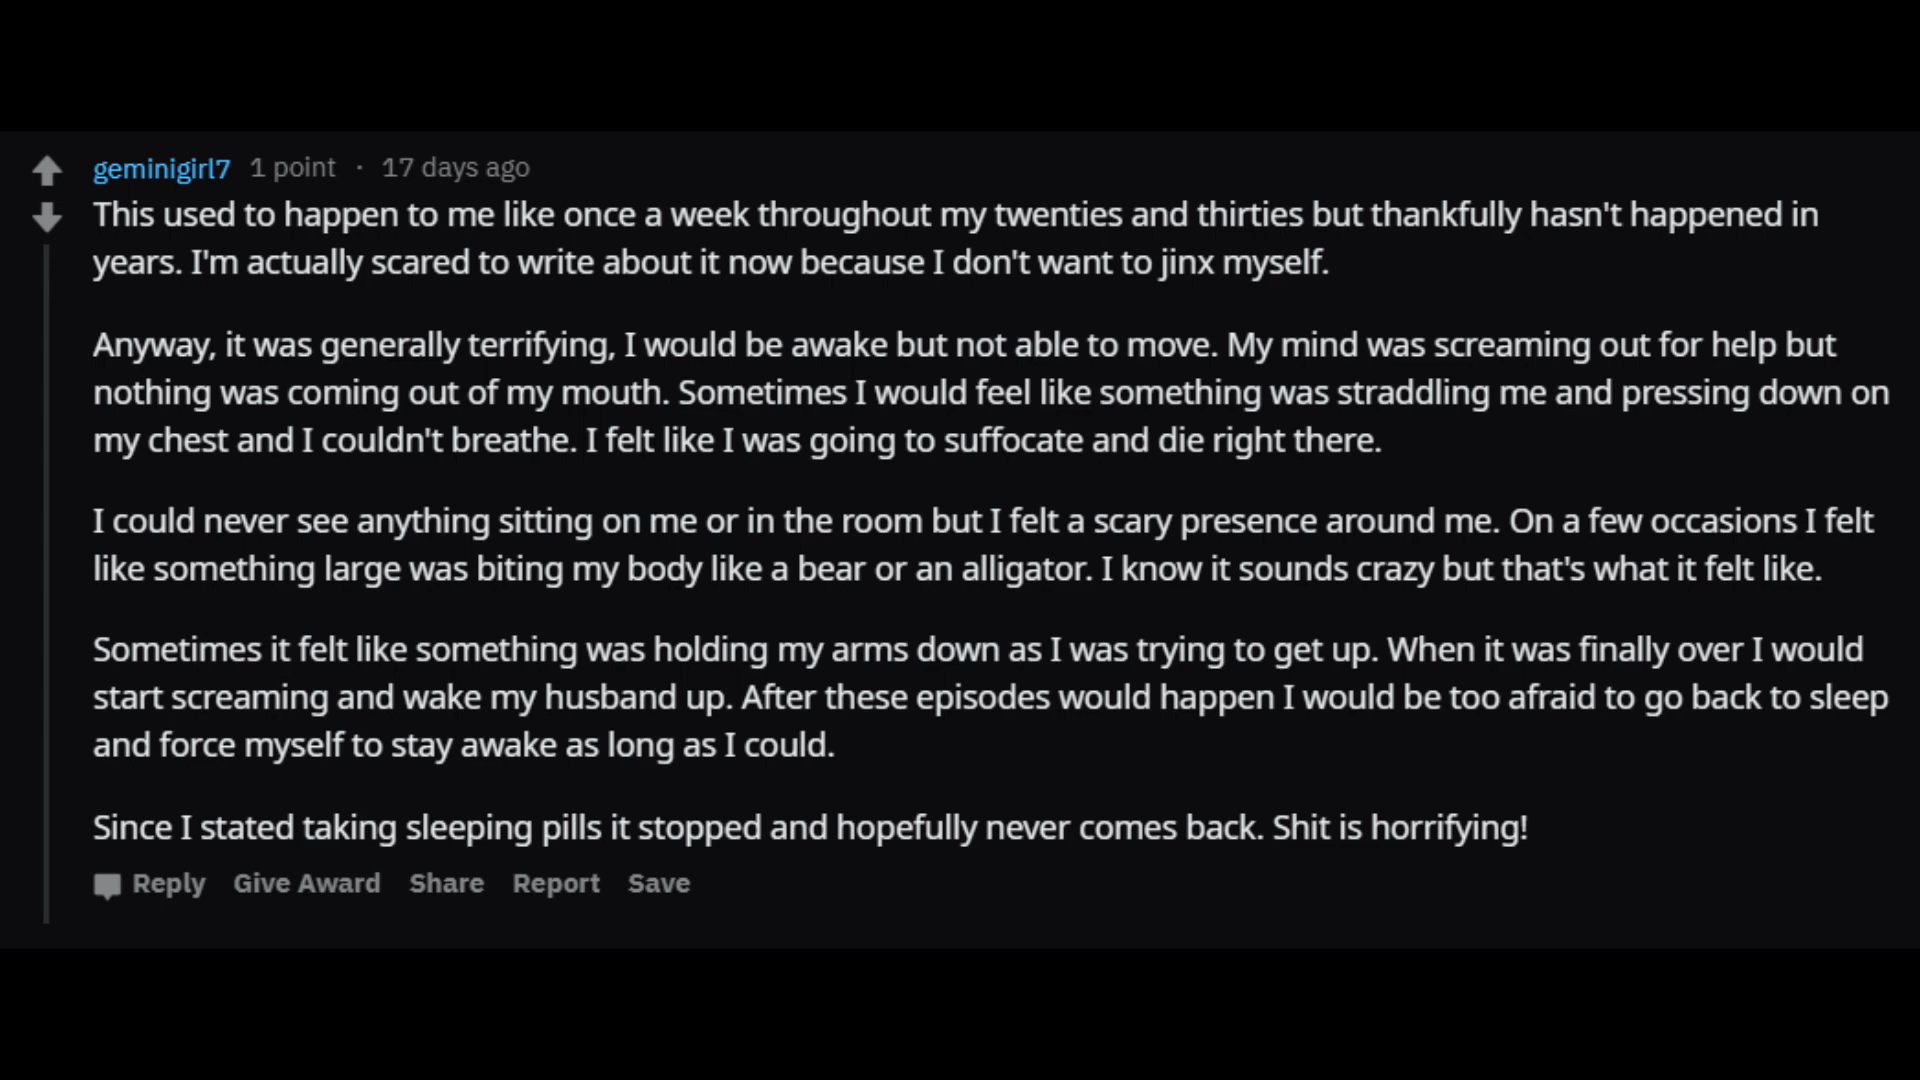 geminigirl7 1 point · 17 days ago
This used to happen to me like once a week throughout my twenties and thirties but thankfully hasn't happened in
years. I'm actually scared to write about it now because I don't want to jinx myself.
Anyway, it was generally terrifying, I would be awake but not able to move. My mind was screaming out for help but
nothing was coming out of my mouth. Sometimes I would feel like something was straddling me and pressing down on
my chest and I couldn't breathe. I felt like I was going to suffocate and die right there.
I could never see anything sitting on me or in the room but I felt a scary presence around me. On a few occasions I felt
like something large was biting my body like a bear or an alligator. I know it sounds crazy but that's what it felt like.
Sometimes it felt like something was holding my arms down as I was trying to get up. When it was finally over I would
start screaming and wake my husband up. After these episodes would happen I would be too afraid to go back to sleep
and force myself to stay awake as long as I could.
Since I stated taking sleeping pills it stopped and hopefully never comes back. Shit is horrifying!
Reply Give Award Share Report Save